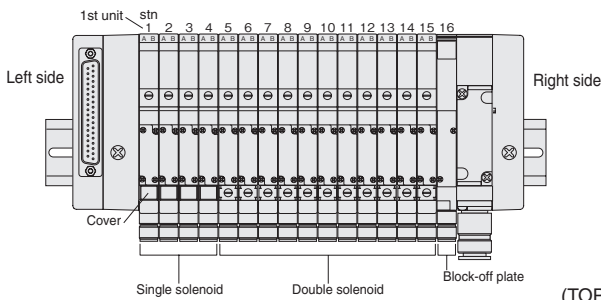 1st unit stn
1 2 3 4 5 6 7 8 9 10 11 12 13 14 15 16
A B A B A B A B A B A B A B A B A B A B A B A B A B A B A B
Left side
Right side
Cover
Single solenoid
Double solenoid
Block-off plate
(TOP